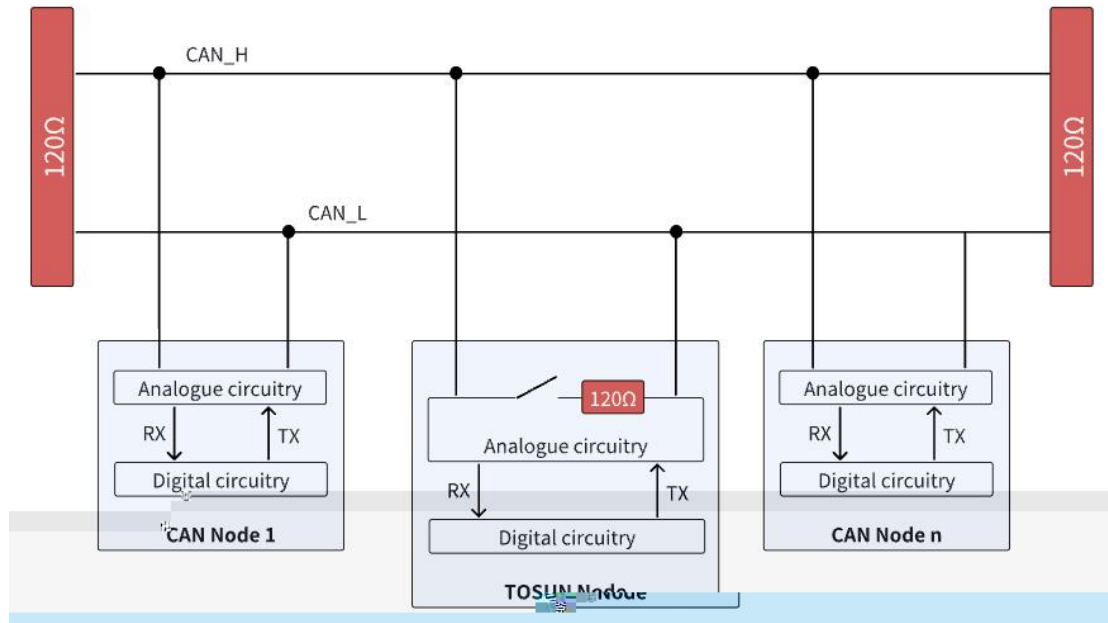 CAN_H
120Ω
120Ω
CAN_L
Analogue circuitry
RX
TX
Digital circuitry
CAN Node 1
120Ω
Analogue circuitry
RX
TX
Digital circuitry
TOSUN
Analogue circuitry
RX
TX
Digital circuitry
CAN Node n